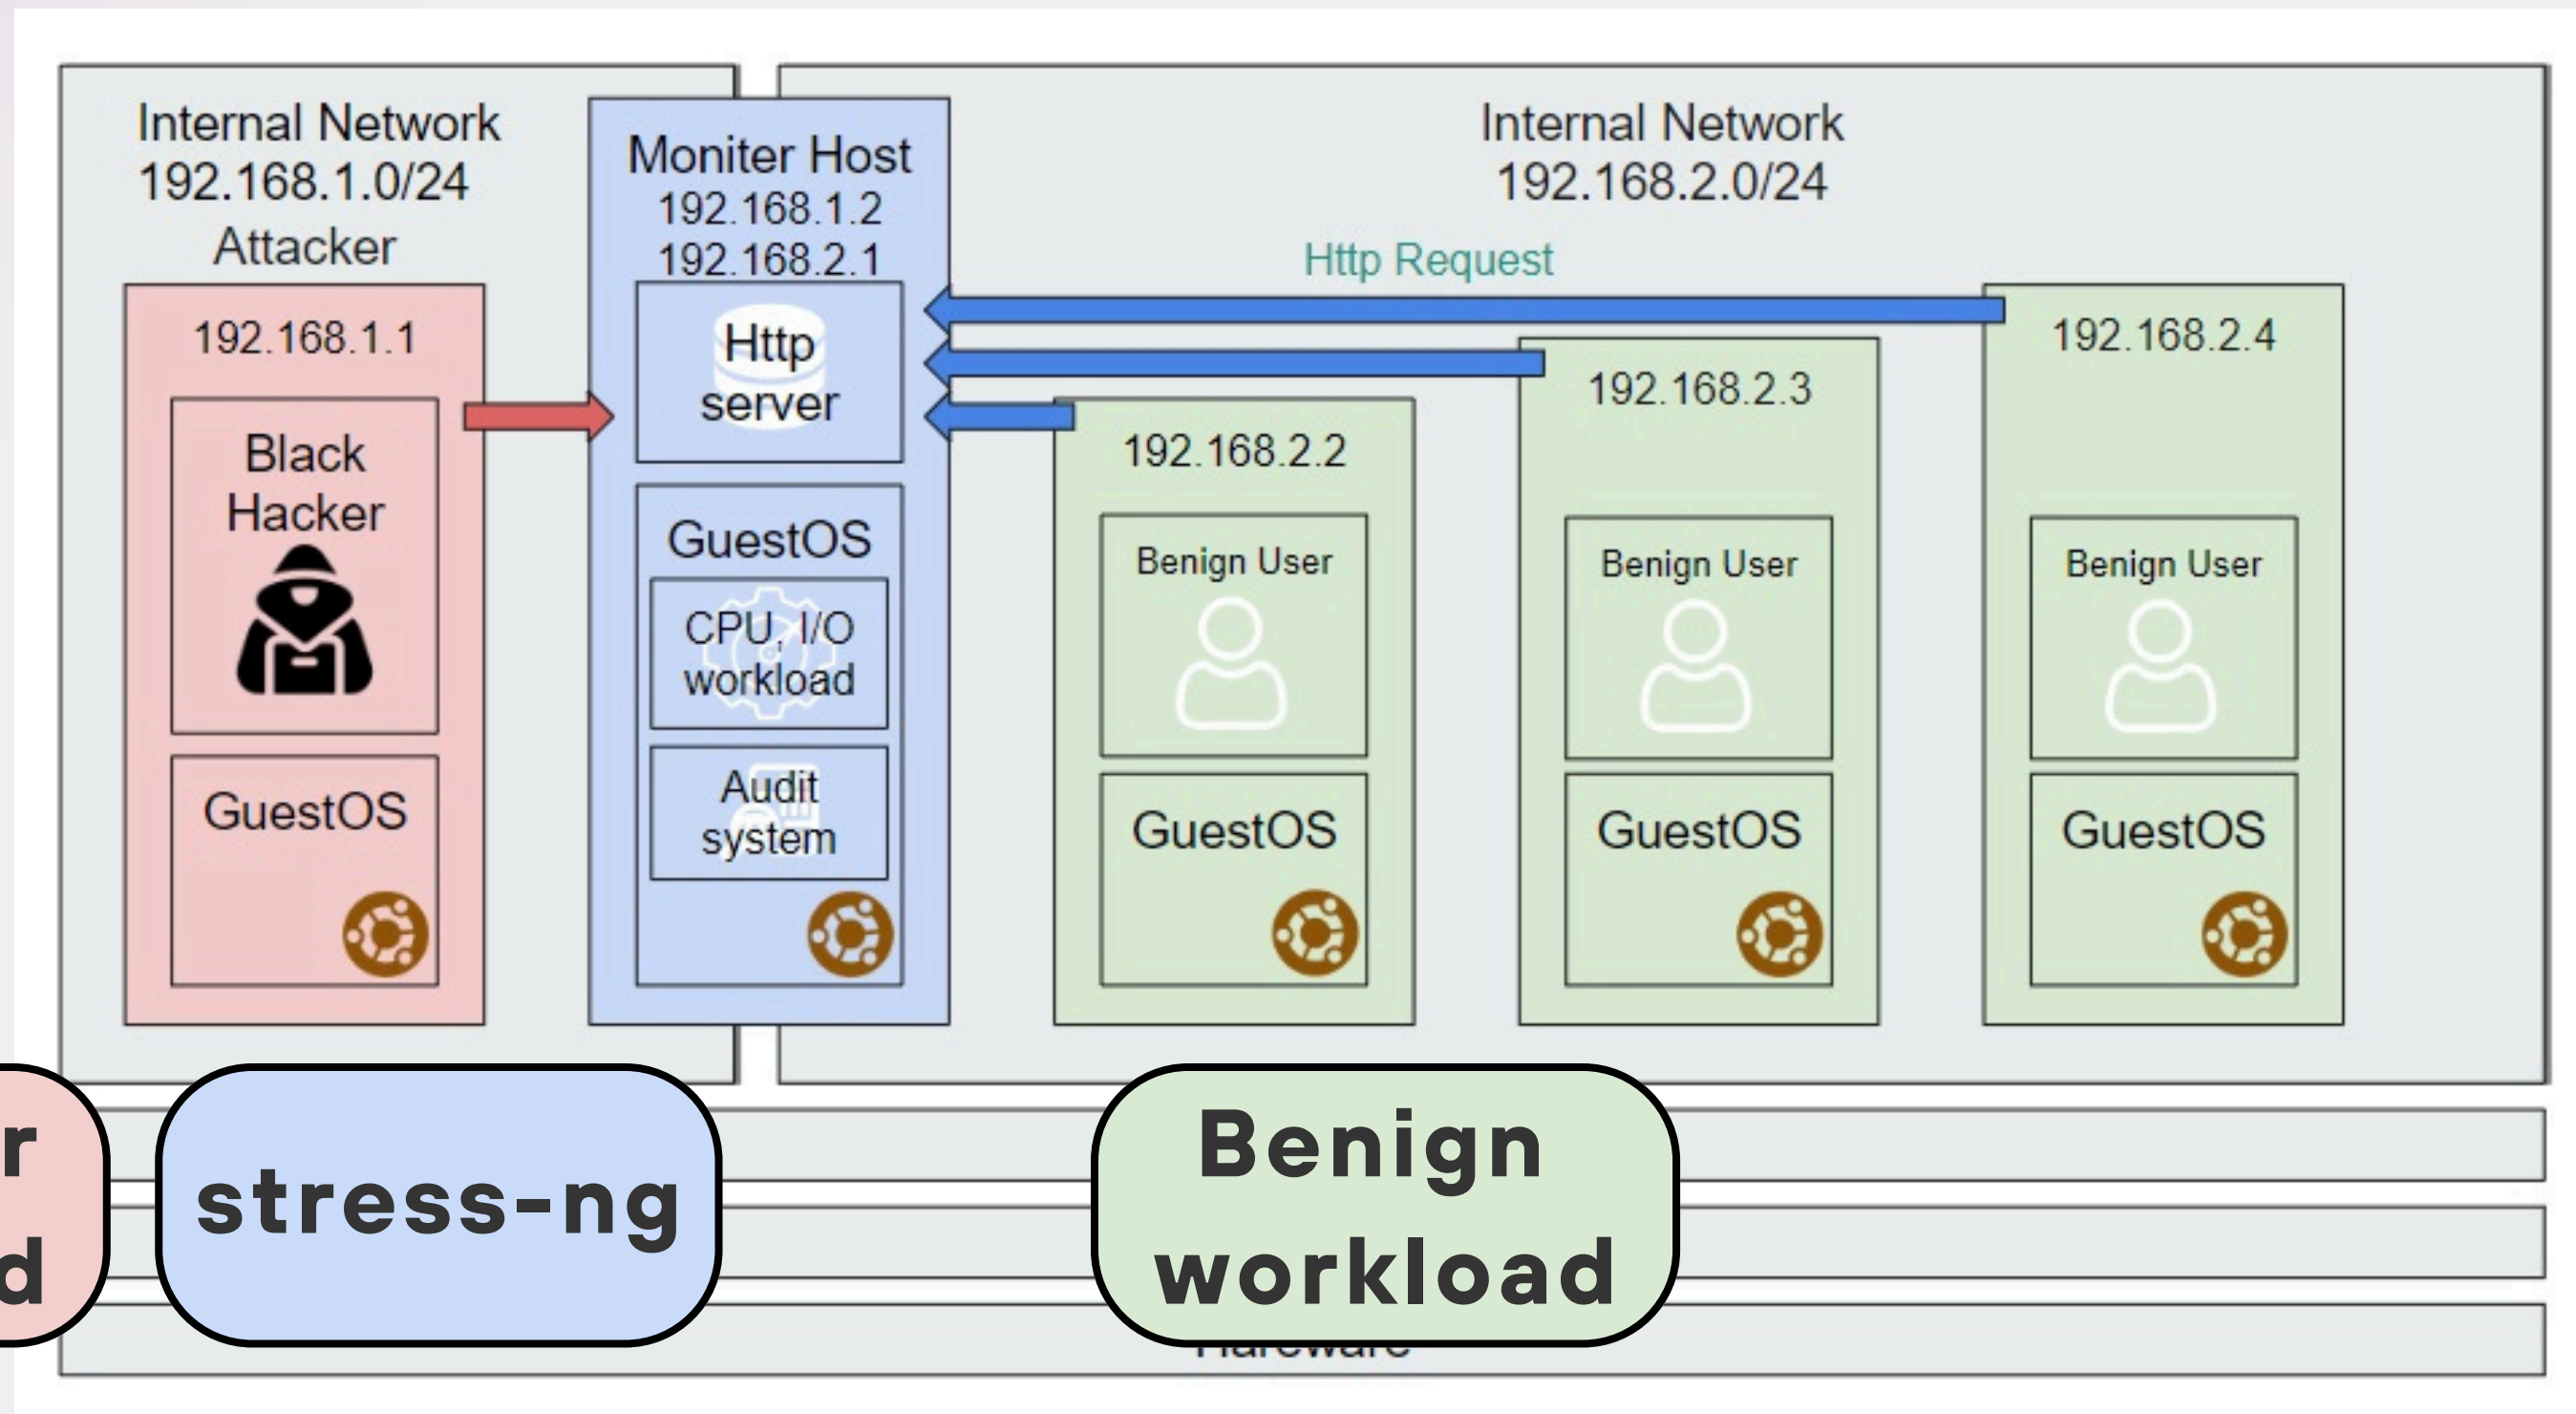 Internal Network
192.168.1.0/24
Attacker
192.168.1.1
Black
Hacker
GuestOS
Moniter Host
192.168.1.2
192.168.2.1
Http
server
GuestOS
CPU, I/O
workload
Audit
system
Internal Network
192.168.2.0/24
Http Request
192.168.2.2
Benign User
GuestOS
192.168.2.3
Benign User
GuestOS
192.168.2.4
Benign User
GuestOS
r
d
stress-ng
Benign
workload
Hardware